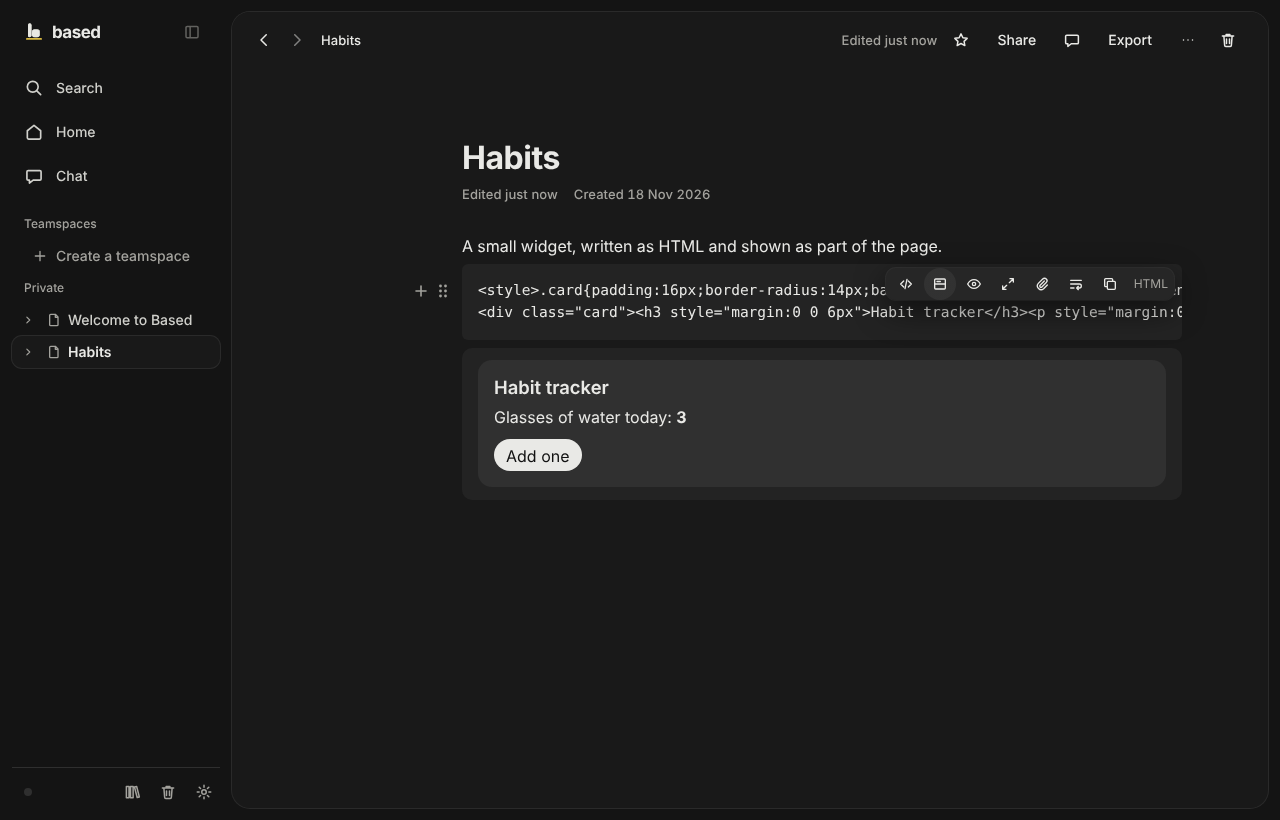 based
Search
Home
Chat
Teamspaces
Create a teamspace
Private
Welcome to Based
Habits
Habits
Edited just now
Share
Export
Habits
Edited just now Created 18 Nov 2026
A small widget, written as HTML and shown as part of the page.
<style>.card{padding:16px;border-radius:14px;
HTML
<div class="card"><h3 style="margin:0 0 6px">Habit tracker</h3><p style="margin:0
Habit tracker
Glasses of water today: 3
Add one